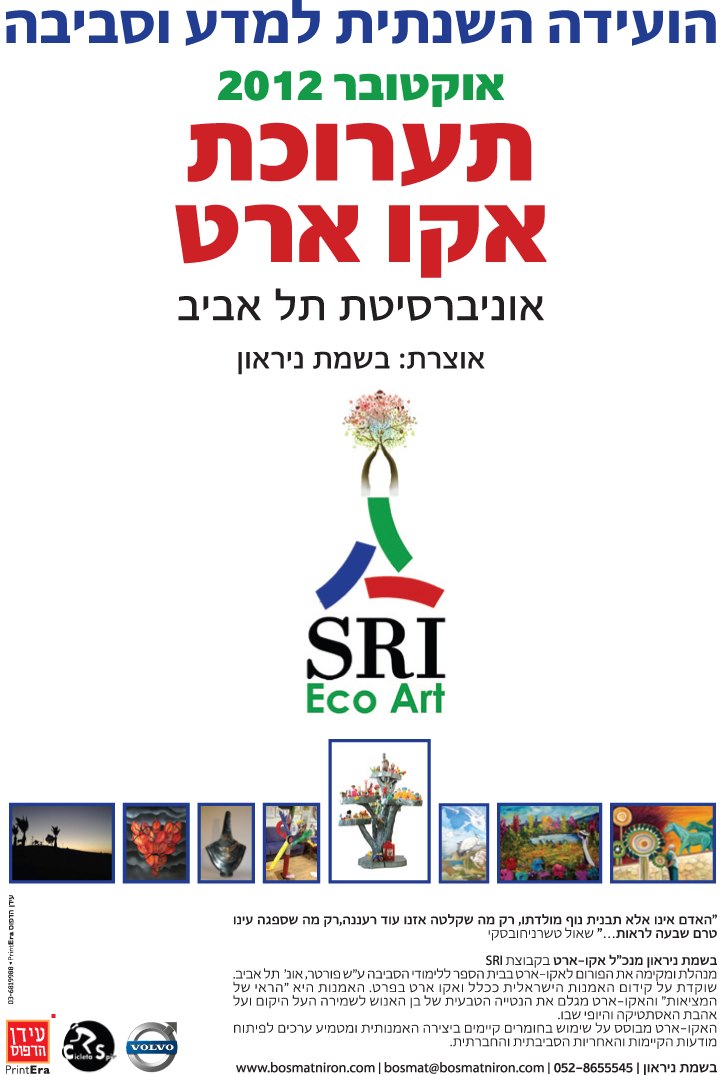 הועידה השנתית למדע וסביבה
אוקטובר 2012
תערוכת
אקו ארט
אוניברסיטת תל אביב
אוצרת: בשמת ניראון
SRI
Eco Art
"האדם אינו אלא תבנית נוף מולדתו, רק מה שקלטה אזנו עוד רעננה,רק מה שספגה עינו
טרם שבעה לראות..." שאול טשרניחובסקי
בשמת ניראון מנכ"ל אקו-ארט בקבוצת SRI
מנהלת ומקימה את הפורום לאקו-ארט בבית הספר ללימודי הסביבה ע"ש פורטר, אונ' תל אביב.
שוקדת על קידום האמנות הישראלית ככלל ואקו ארט בפרט. האמנות היא "הראי של
המציאות" והאקו-ארט מגלם את הנטייה הטבעית של בן האנוש לשמירה העל היקום ועל
אהבת האסטטיקה והיופי שבו.
האקו-ארט מבוסס על שימוש בחומרים קיימים ביצירה האמנותית ומטמיע ערכים לפיתוח
מודעות הקיימות והאחריות הסביבתית והחברתית.
בשמת ניראון | 052-8655545 | bosmat@bosmatniron.com | www.bosmatniron.com
עידן הדפוס PrintEra • 03-6819988
עידן
הדפוס
PrintEra
VOLVO